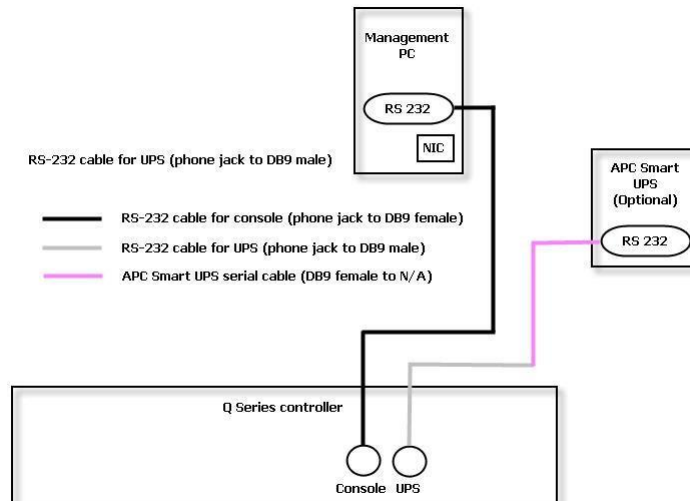 Management
PC
RS 232
NIC
RS-232 cable for UPS (phone jack to DB9 male)
APC Smart
UPS
(Optional)
RS 232
RS-232 cable for console (phone jack to DB9 female)
RS-232 cable for UPS (phone jack to DB9 male)
APC Smart UPS serial cable (DB9 female to N/A)
Q Series controller
Console UPS